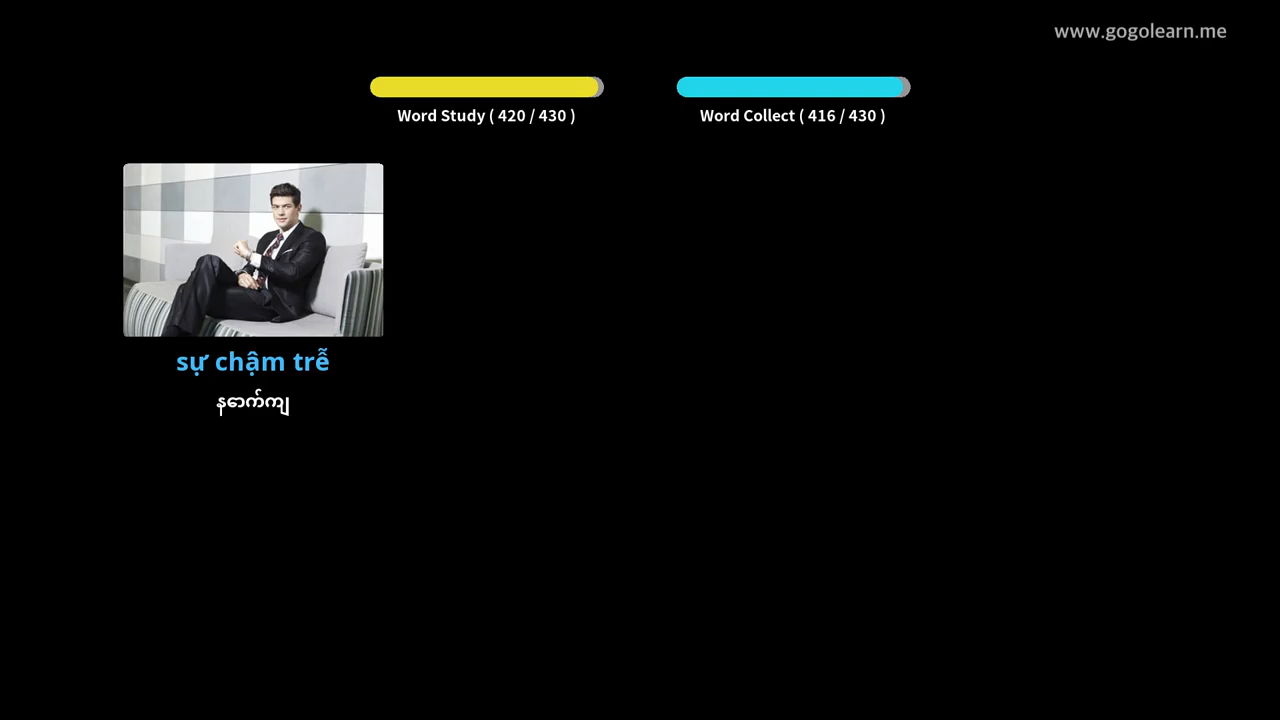 www.gogolearn.me
Word Study ( 420 / 430 )
Word Collect ( 416 / 430 )
sự chậm trễ
နောက်ကျ